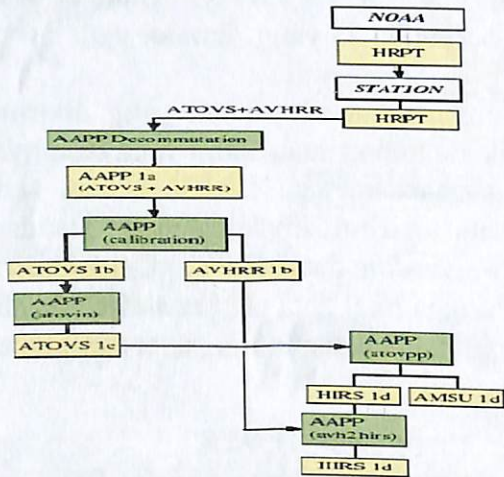 NOAA
HRPT
STATION
HRPT
ATOVS+AVHRR
AAPP Decommutation
AAPP 1a
(ATOVS + AVHRR)
AAPP
(calibration)
ATOVS 1b
AVHRR 1b
AAPP
(atovin)
ATOVS 1c
AAPP
(atovpp)
HIRS 1d
AMSU 1d
AAPP
(avh2hirs)
HIRS 1d